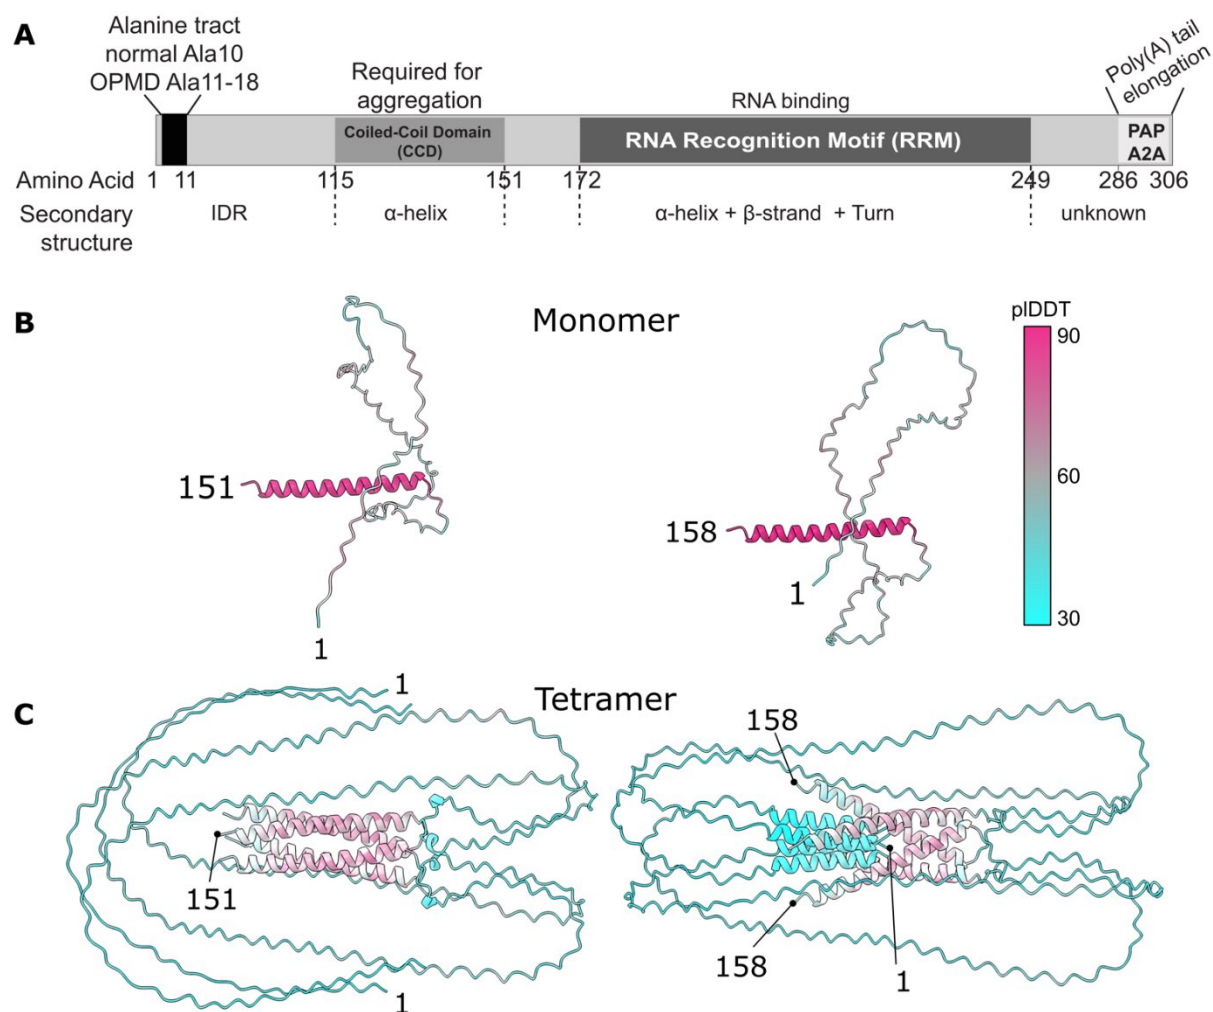 A
Alanine tract
normal Ala10
OPMD Ala11-18
Required for
aggregation
RNA binding
Poly(A) tail
elongation
Coiled-Coil Domain
(CCD)
RNA Recognition Motif (RRM)
PAP
A2A
Amino Acid 1 11 115 151 172 249 286 306
Secondary
structure
IDR α-helix α-helix + β-strand + Turn unknown
B
Monomer
plDDT
90
60
30
151
1
158
1
C
Tetramer
1
151
1
158
158
1